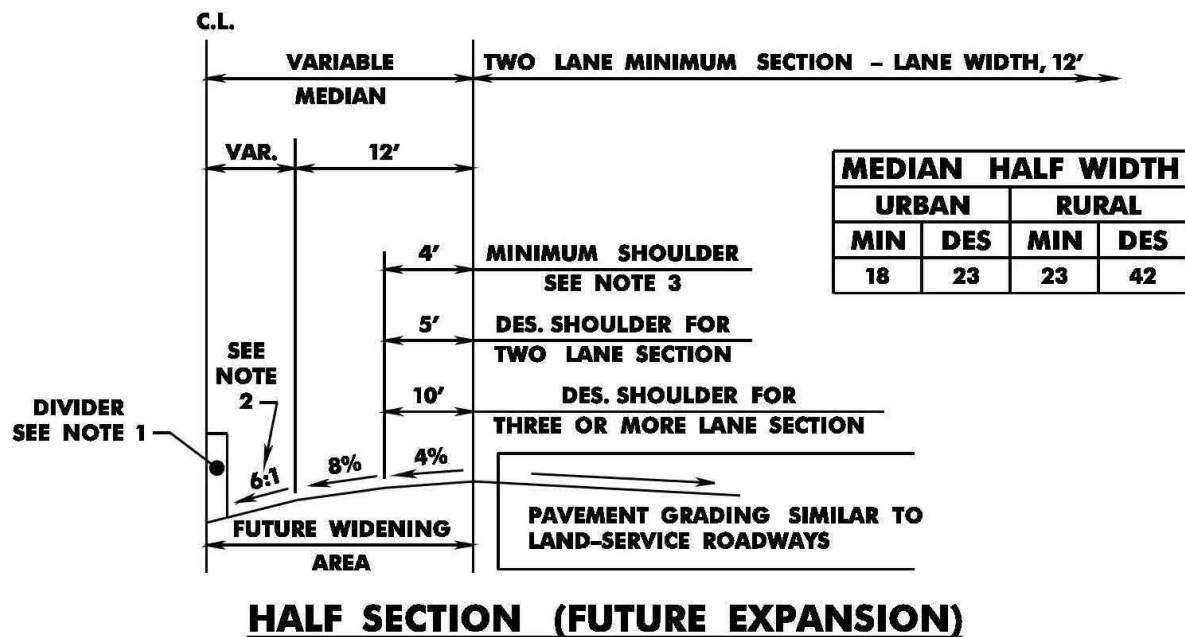 C.L.
VARIABLE
MEDIAN
TWO LANE MINIMUM SECTION – LANE WIDTH, 12'
VAR.
12'
MEDIAN HALF WIDTH
URBAN RURAL
MIN DES MIN DES
18 23 23 42
4' MINIMUM SHOULDER
SEE NOTE 3
5' DES. SHOULDER FOR
TWO LANE SECTION
10' DES. SHOULDER FOR
THREE OR MORE LANE SECTION
SEE
NOTE
2
DIVIDER
SEE NOTE 1
6:1
8%
4%
PAVEMENT GRADING SIMILAR TO
LAND–SERVICE ROADWAYS
FUTURE WIDENING
AREA
HALF SECTION (FUTURE EXPANSION)